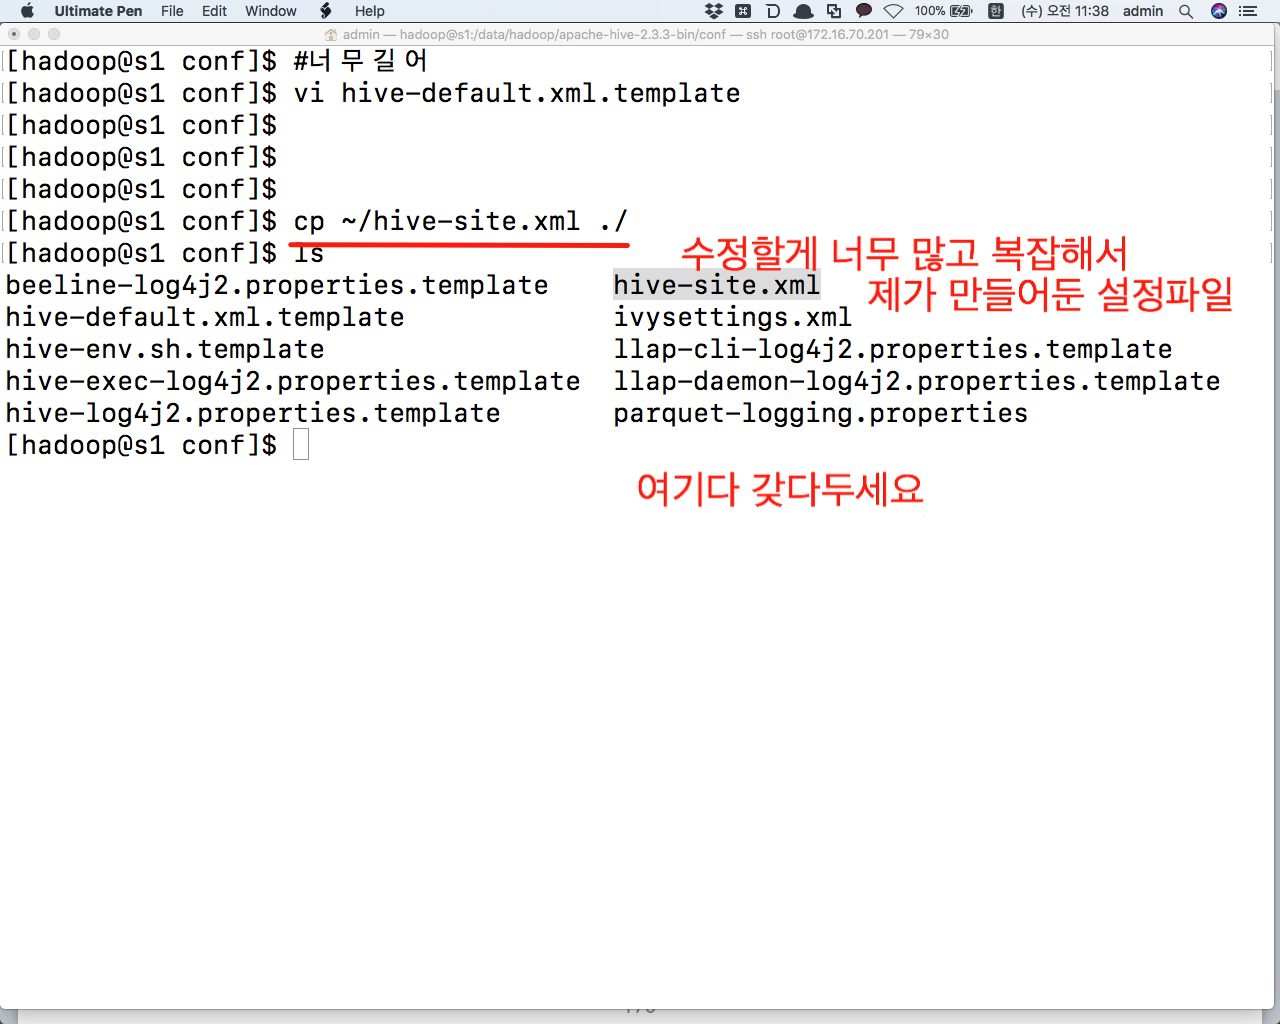 Ultimate Pen File Edit Window Help 100% 한 (수) 오전 11:38 admin
admin — hadoop@s1:/data/hadoop/apache-hive-2.3.3-bin/conf — ssh root@172.16.70.201 — 79×30
[hadoop@s1 conf]$ #너무길어
[hadoop@s1 conf]$ vi hive-default.xml.template
[hadoop@s1 conf]$
[hadoop@s1 conf]$
[hadoop@s1 conf]$
[hadoop@s1 conf]$ cp ~/hive-site.xml ./
[hadoop@s1 conf]$ ls
수정할게 너무 많고 복잡해서
제가 만들어둔 설정파일
beeline-log4j2.properties.template hive-site.xml
hive-default.xml.template ivysettings.xml
hive-env.sh.template llap-cli-log4j2.properties.template
hive-exec-log4j2.properties.template llap-daemon-log4j2.properties.template
hive-log4j2.properties.template parquet-logging.properties
[hadoop@s1 conf]$
여기다 갖다두세요